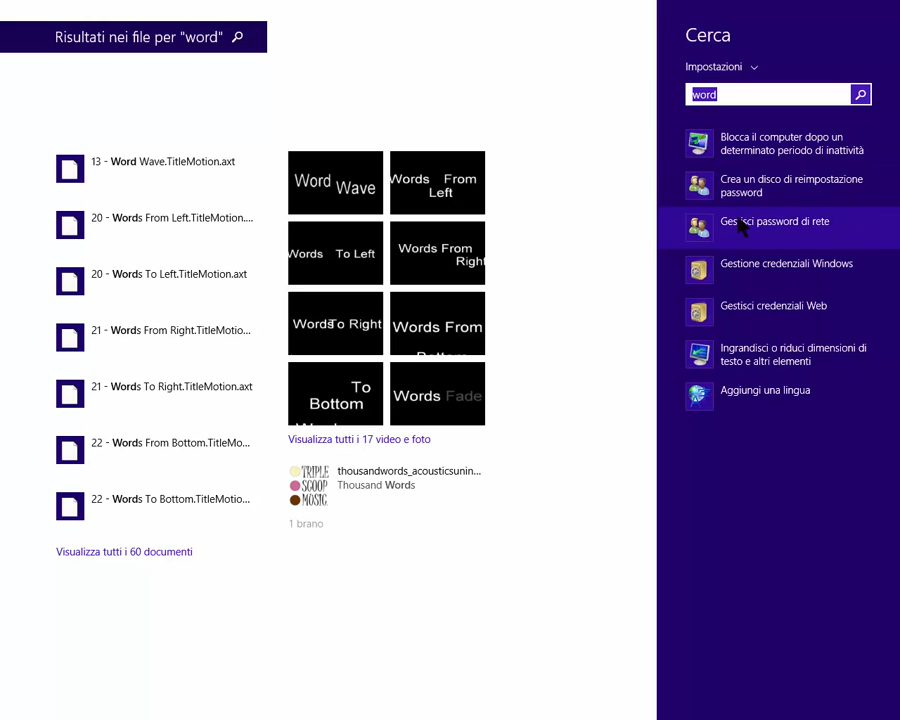 Risultati nei file per "word"
13 - Word Wave.TitleMotion.axt
20 - Words From Left.TitleMotion....
20 - Words To Left.TitleMotion.axt
21 - Words From Right.TitleMotio...
21 - Words To Right.TitleMotion.axt
22 - Words From Bottom.TitleMo...
22 - Words To Bottom.TitleMotio...
Visualizza tutti i 60 documenti
Word Wave
Words From
Left
Words To Left
Words From
Right
Words To Right
Words From
Bottom
To
Bottom
Words
Words Fade
Visualizza tutti i 17 video e foto
TRIPLE
SCOOP
MUSIC
thousandwords_acousticsunin...
Thousand Words
1 brano
Cerca
Impostazioni
word
Blocca il computer dopo un
determinato periodo di inattività
Crea un disco di reimpostazione
password
Gestisci password di rete
Gestione credenziali Windows
Gestisci credenziali Web
Ingrandisci o riduci dimensioni di
testo e altri elementi
Aggiungi una lingua